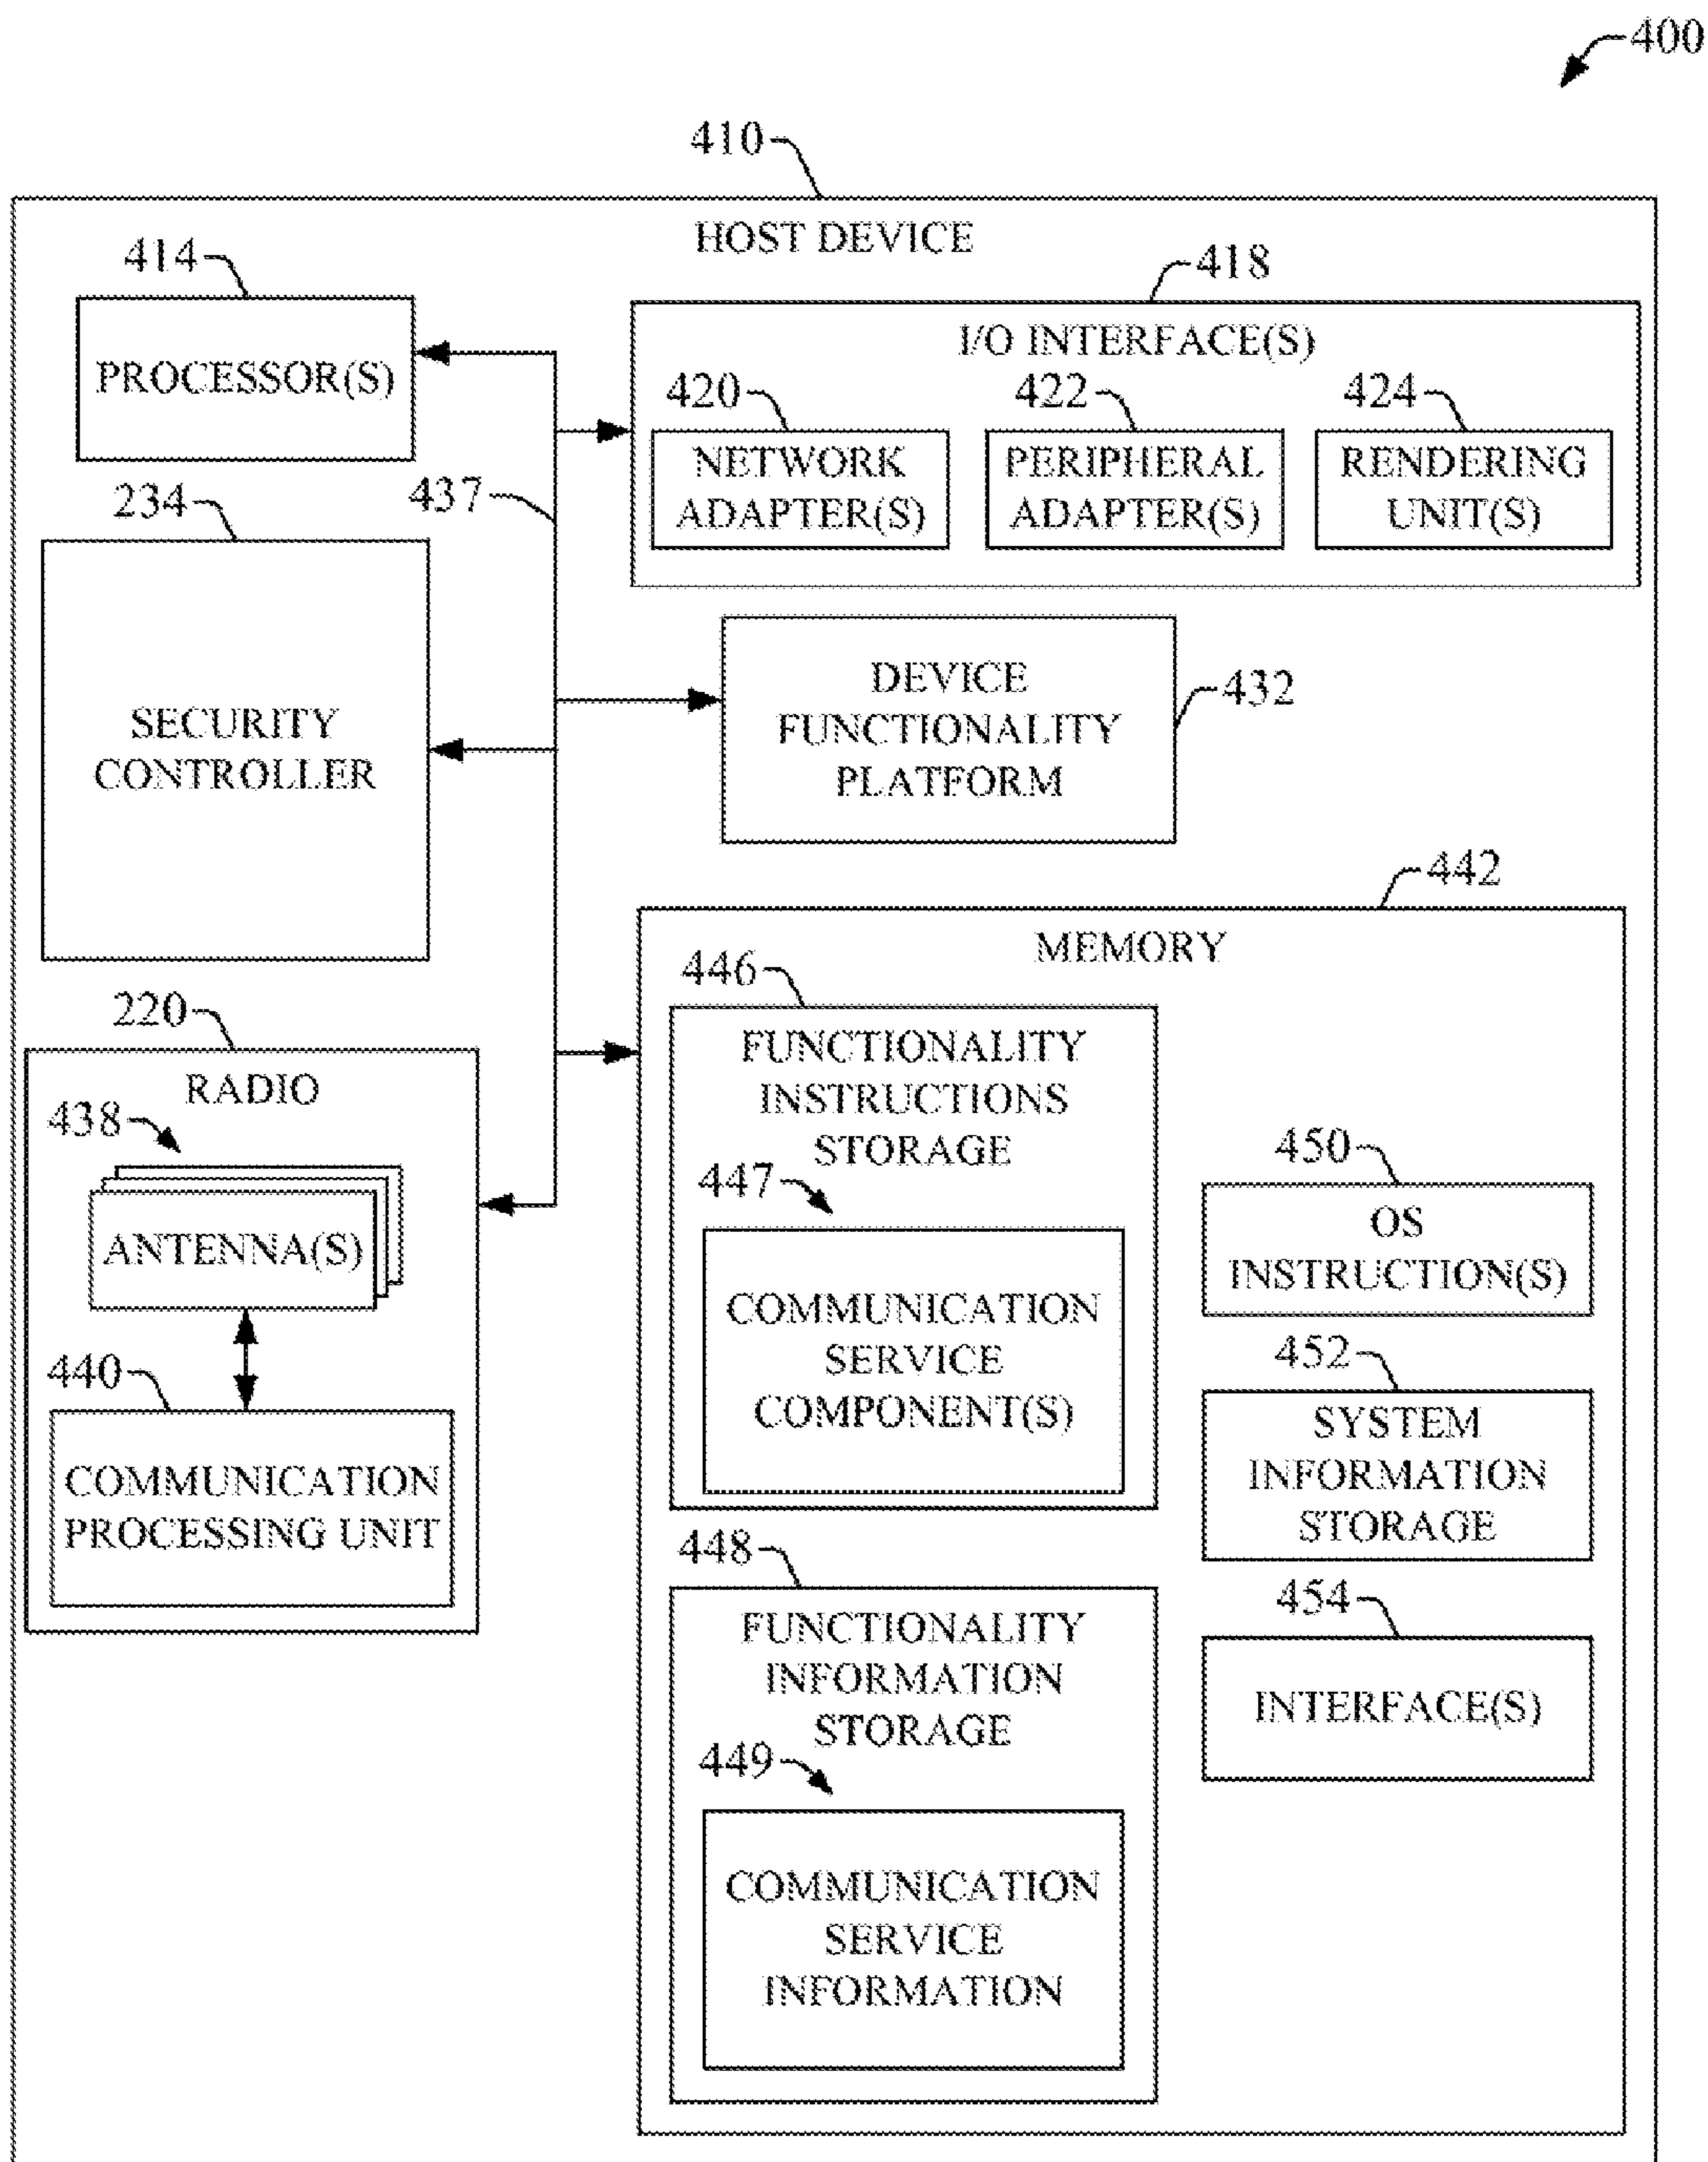 400
410
HOST DEVICE
414
PROCESSOR(S)
418
I/O INTERFACE(S)
420
NETWORK
ADAPTER(S)
422
PERIPHERAL
ADAPTER(S)
424
RENDERING
UNIT(S)
437
234
SECURITY
CONTROLLER
DEVICE
FUNCTIONALITY
PLATFORM
432
220
RADIO
438
ANTENNA(S)
440
COMMUNICATION
PROCESSING UNIT
442
MEMORY
446
FUNCTIONALITY
INSTRUCTIONS
STORAGE
447
COMMUNICATION
SERVICE
COMPONENT(S)
448
FUNCTIONALITY
INFORMATION
STORAGE
449
COMMUNICATION
SERVICE
INFORMATION
450
OS
INSTRUCTION(S)
452
SYSTEM
INFORMATION
STORAGE
454
INTERFACE(S)